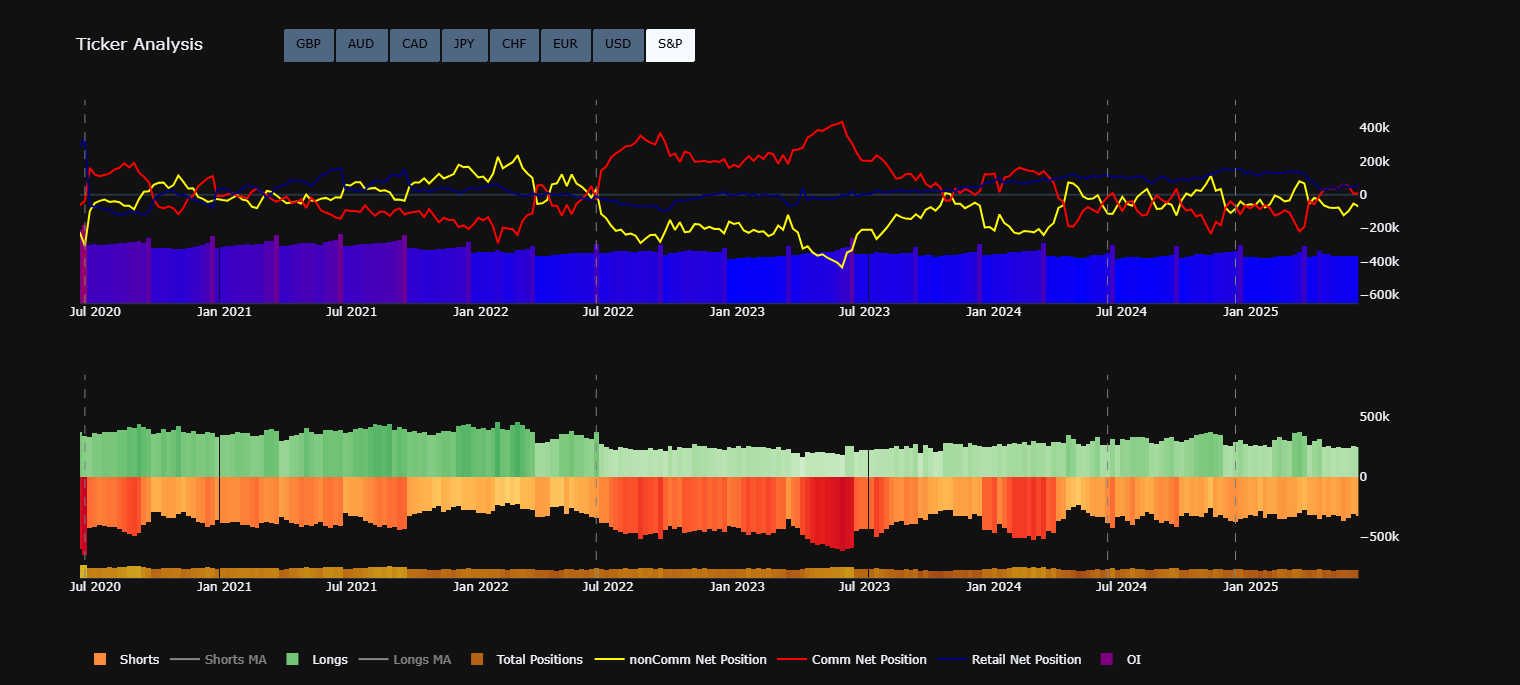 Ticker Analysis GBP AUD CAD JPY CHF EUR USD S&P
400k
200k
0
−200k
−400k
−600k
Jul 2020 Jan 2021 Jul 2021 Jan 2022 Jul 2022 Jan 2023 Jul 2023 Jan 2024 Jul 2024 Jan 2025
500k
0
−500k
Jul 2020 Jan 2021 Jul 2021 Jan 2022 Jul 2022 Jan 2023 Jul 2023 Jan 2024 Jul 2024 Jan 2025
Shorts Shorts MA Longs Longs MA Total Positions nonComm Net Position Comm Net Position Retail Net Position OI